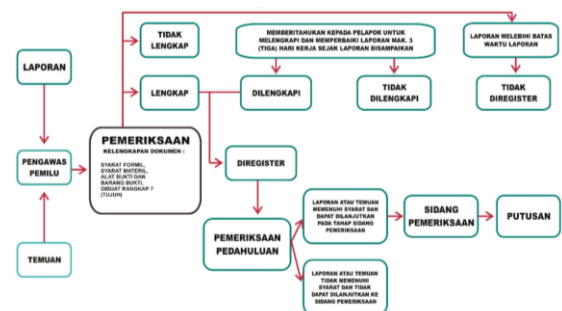 LAPORAN
PENGAWAS
PEMILU
TEMUAN
TIDAK
LENGKAP
LENGKAP
PEMERIKSAAN
KELENGKAPAN DOKUMEN :
SYARAT FORMIL,
SYARAT MATERIL,
ALAT BUKTI DAN
BARANG BUKTI,
DIBUAT RANGKAP 7
(TUJUH)
MEMBERITAHUKAN KEPADA PELAPOR UNTUK
MELENGKAPI DAN MEMPERBAIKI LAPORAN MAK. 3
(TIGA) HARI KERJA SEJAK LAPORAN DISAMPAIKAN
DILENGKAPI
TIDAK
DILENGKAPI
LAPORAN MELEBIHI BATAS
WAKTU LAPORAN
TIDAK
DIREGISTER
DIREGISTER
PEMERIKSAAN
PEDAHULUAN
LAPORAN ATAU TEMUAN
MEMENUHI SYARAT DAN
DAPAT DILANJUTKAN
PADA TAHAP SIDANG
PEMERIKSAAN
LAPORAN ATAU TEMUAN
TIDAK MEMENUHI
SYARAT DAN TIDAK
DAPAT DILANJUTKAN KE
SIDANG PEMERIKSAAN
SIDANG
PEMERIKSAAN
PUTUSAN